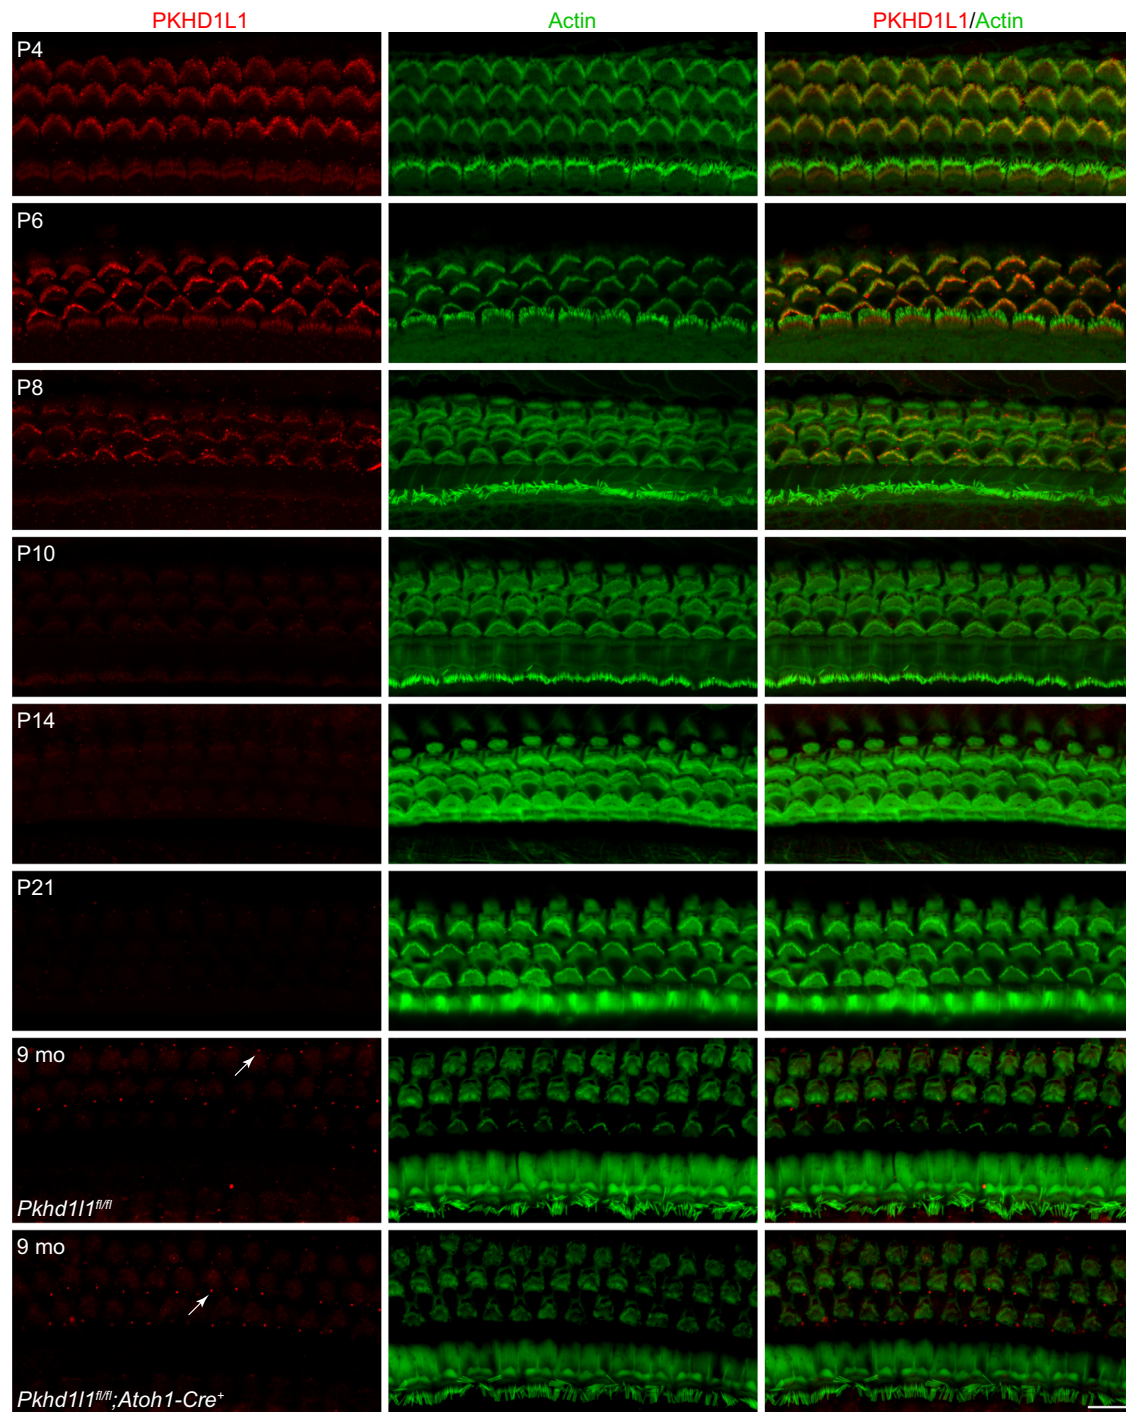 PKHD1L1 Actin PKHD1L1/Actin
P4
P6
P8
P10
P14
P21
9 mo
Pkhd1l1fl/fl
9 mo
Pkhd1l1fl/fl;Atoh1-Cre+